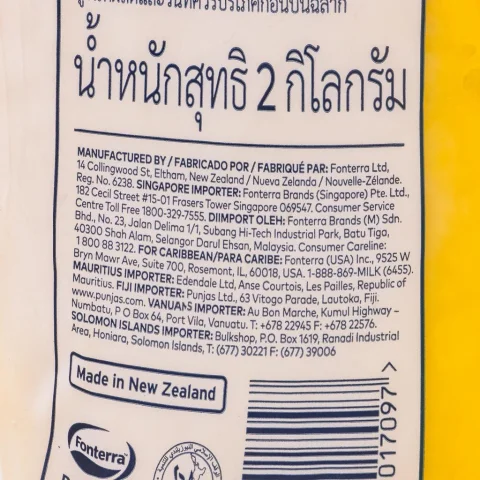 น้ำหนักสุทธิ 2 กิโลกรัม
MANUFACTURED BY / FABRICADO POR / FABRIQUÉ PAR: Fonterra Ltd,
14 Collingwood St, Eltham, New Zealand / Nueva Zelanda / Nouvelle-Zélande.
Reg. No. 6238. SINGAPORE IMPORTER: Fonterra Brands (Singapore) Pte. Ltd.,
182 Cecil Street #15-01 Frasers Tower Singapore 069547. Consumer Service
Centre Toll Free 1800-329-7555. DIIMPORT OLEH: Fonterra Brands (M) Sdn.
Bhd., No. 23, Jalan Delima 1/1, Subang Hi-Tech Industrial Park, Batu Tiga,
40300 Shah Alam, Selangor Darul Ehsan, Malaysia. Consumer Careline:
1 800 88 3122. FOR CARIBBEAN/PARA CARIBE: Fonterra (USA) Inc., 9525 W
Bryn Mawr Ave, Suite 700, Rosemont, IL, 60018, USA. 1-888-869-MILK (6455).
MAURITIUS IMPORTER: Edendale Ltd, Anse Courtois, Les Pailles, Republic of
Mauritius. FIJI IMPORTER: Punjas Ltd., 63 Vitogo Parade, Lautoka, Fiji.
www.punjas.com. VANUAUS IMPORTER: Au Bon Marche, Kumul Highway –
Numbatu, P O Box 64, Port Vila, Vanuatu. T: +678 22945 F: +678 22576.
SOLOMON ISLANDS IMPORTER: Bulkshop, P.O. Box 1619, Ranadi Industrial
Area, Honiara, Solomon Islands, T: (677) 30221 F: (677) 39006
Made in New Zealand
Fonterra
017097 >